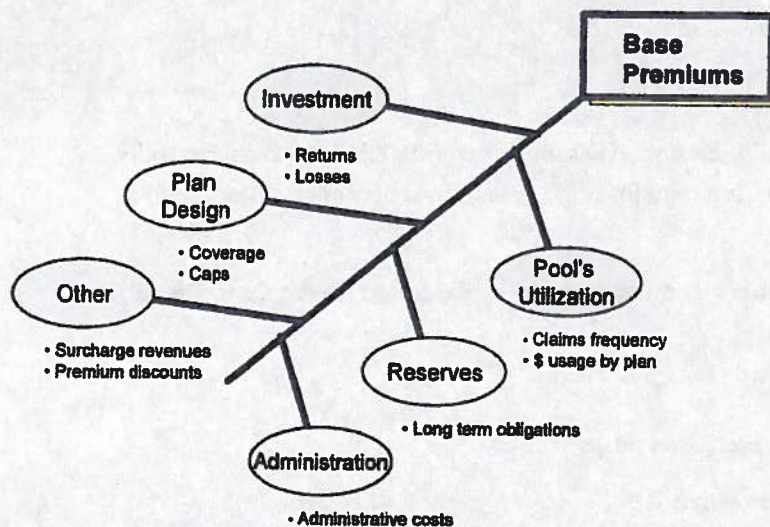 Base
Premiums
Investment
• Returns
• Losses
Plan
Design
• Coverage
• Caps
Pool's
Utilization
• Claims frequency
• $ usage by plan
Other
• Surcharge revenues
• Premium discounts
Reserves
• Long term obligations
Administration
• Administrative costs